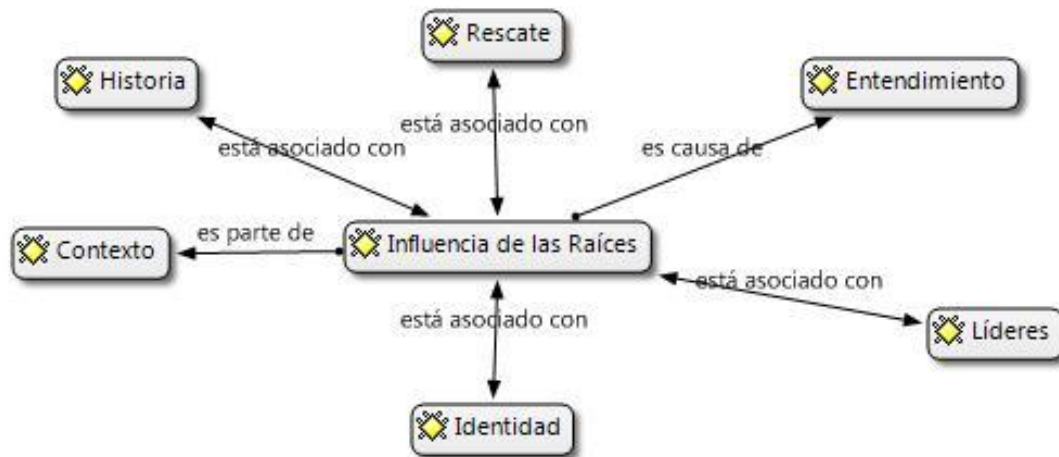 Rescate
Historia
Entendimiento
está asociado con
está asociado con
es causa de
es parte de
Contexto
Influencia de las Raíces
está asociado con
está asociado con
Líderes
Identidad